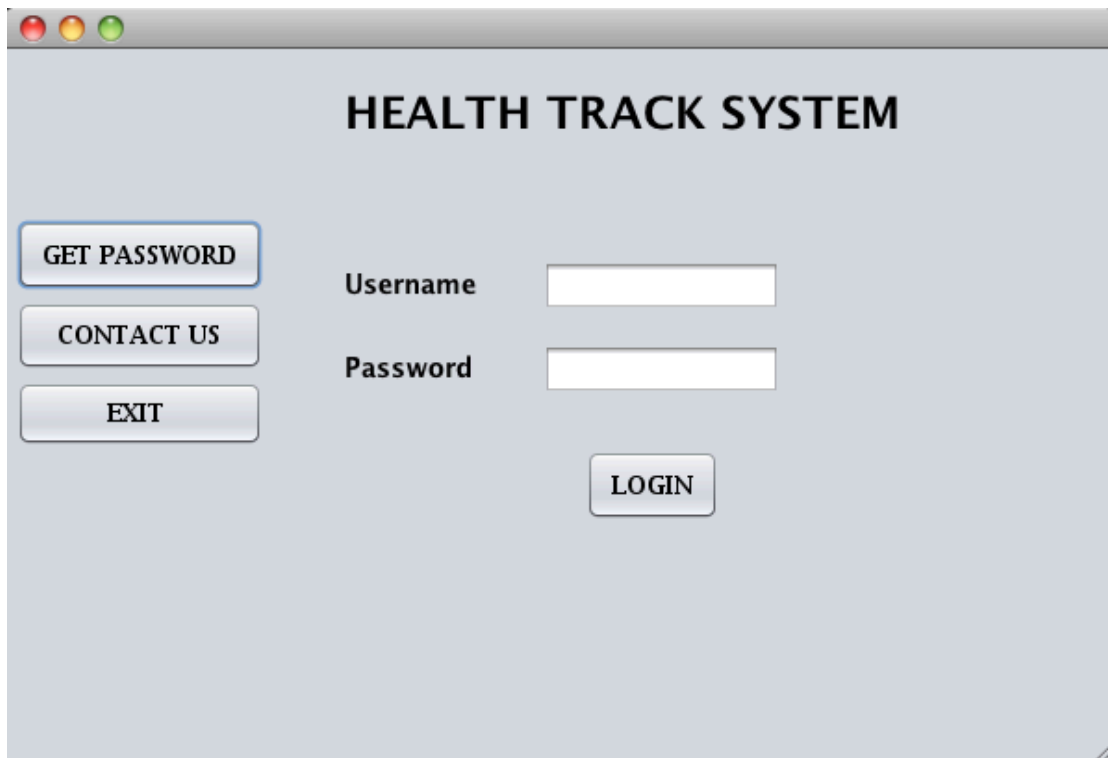 HEALTH TRACK SYSTEM
GET PASSWORD
CONTACT US
EXIT
Username
Password
LOGIN